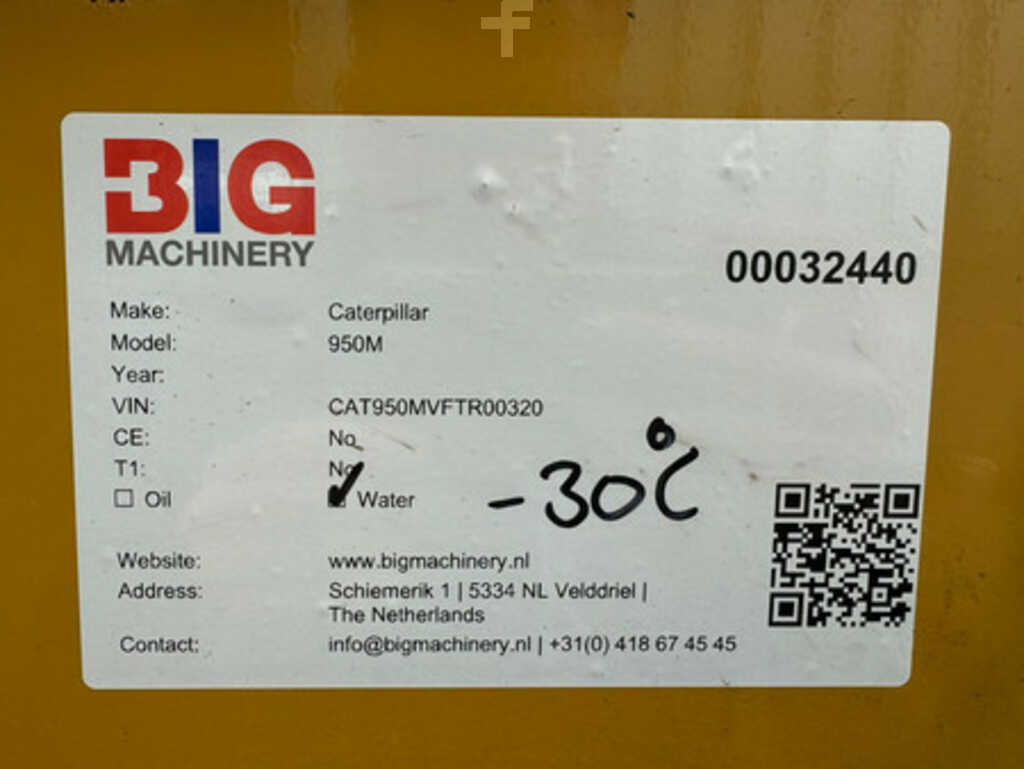 BIG
MACHINERY
00032440
Make: Caterpillar
Model: 950M
Year:
VIN: CAT950MVFTR00320
CE: No
T1: No
☐ Oil ☑ Water -30°C
Website: www.bigmachinery.nl
Address: Schiemerik 1 | 5334 NL Velddriel |
The Netherlands
Contact: info@bigmachinery.nl | +31(0) 418 67 45 45